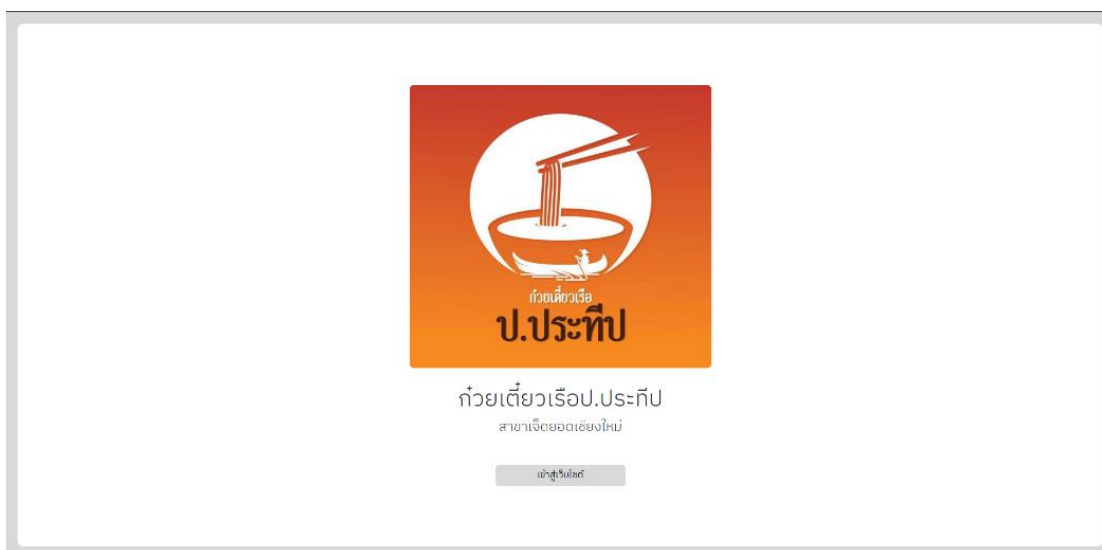 ก๋วยเตี๋ยวเรือ
ป.ประทีป
ก๋วยเตี๋ยวเรือป.ประทีป
สาขาเจ็ดยอดเชียงใหม่
เข้าสู่เว็บไซต์